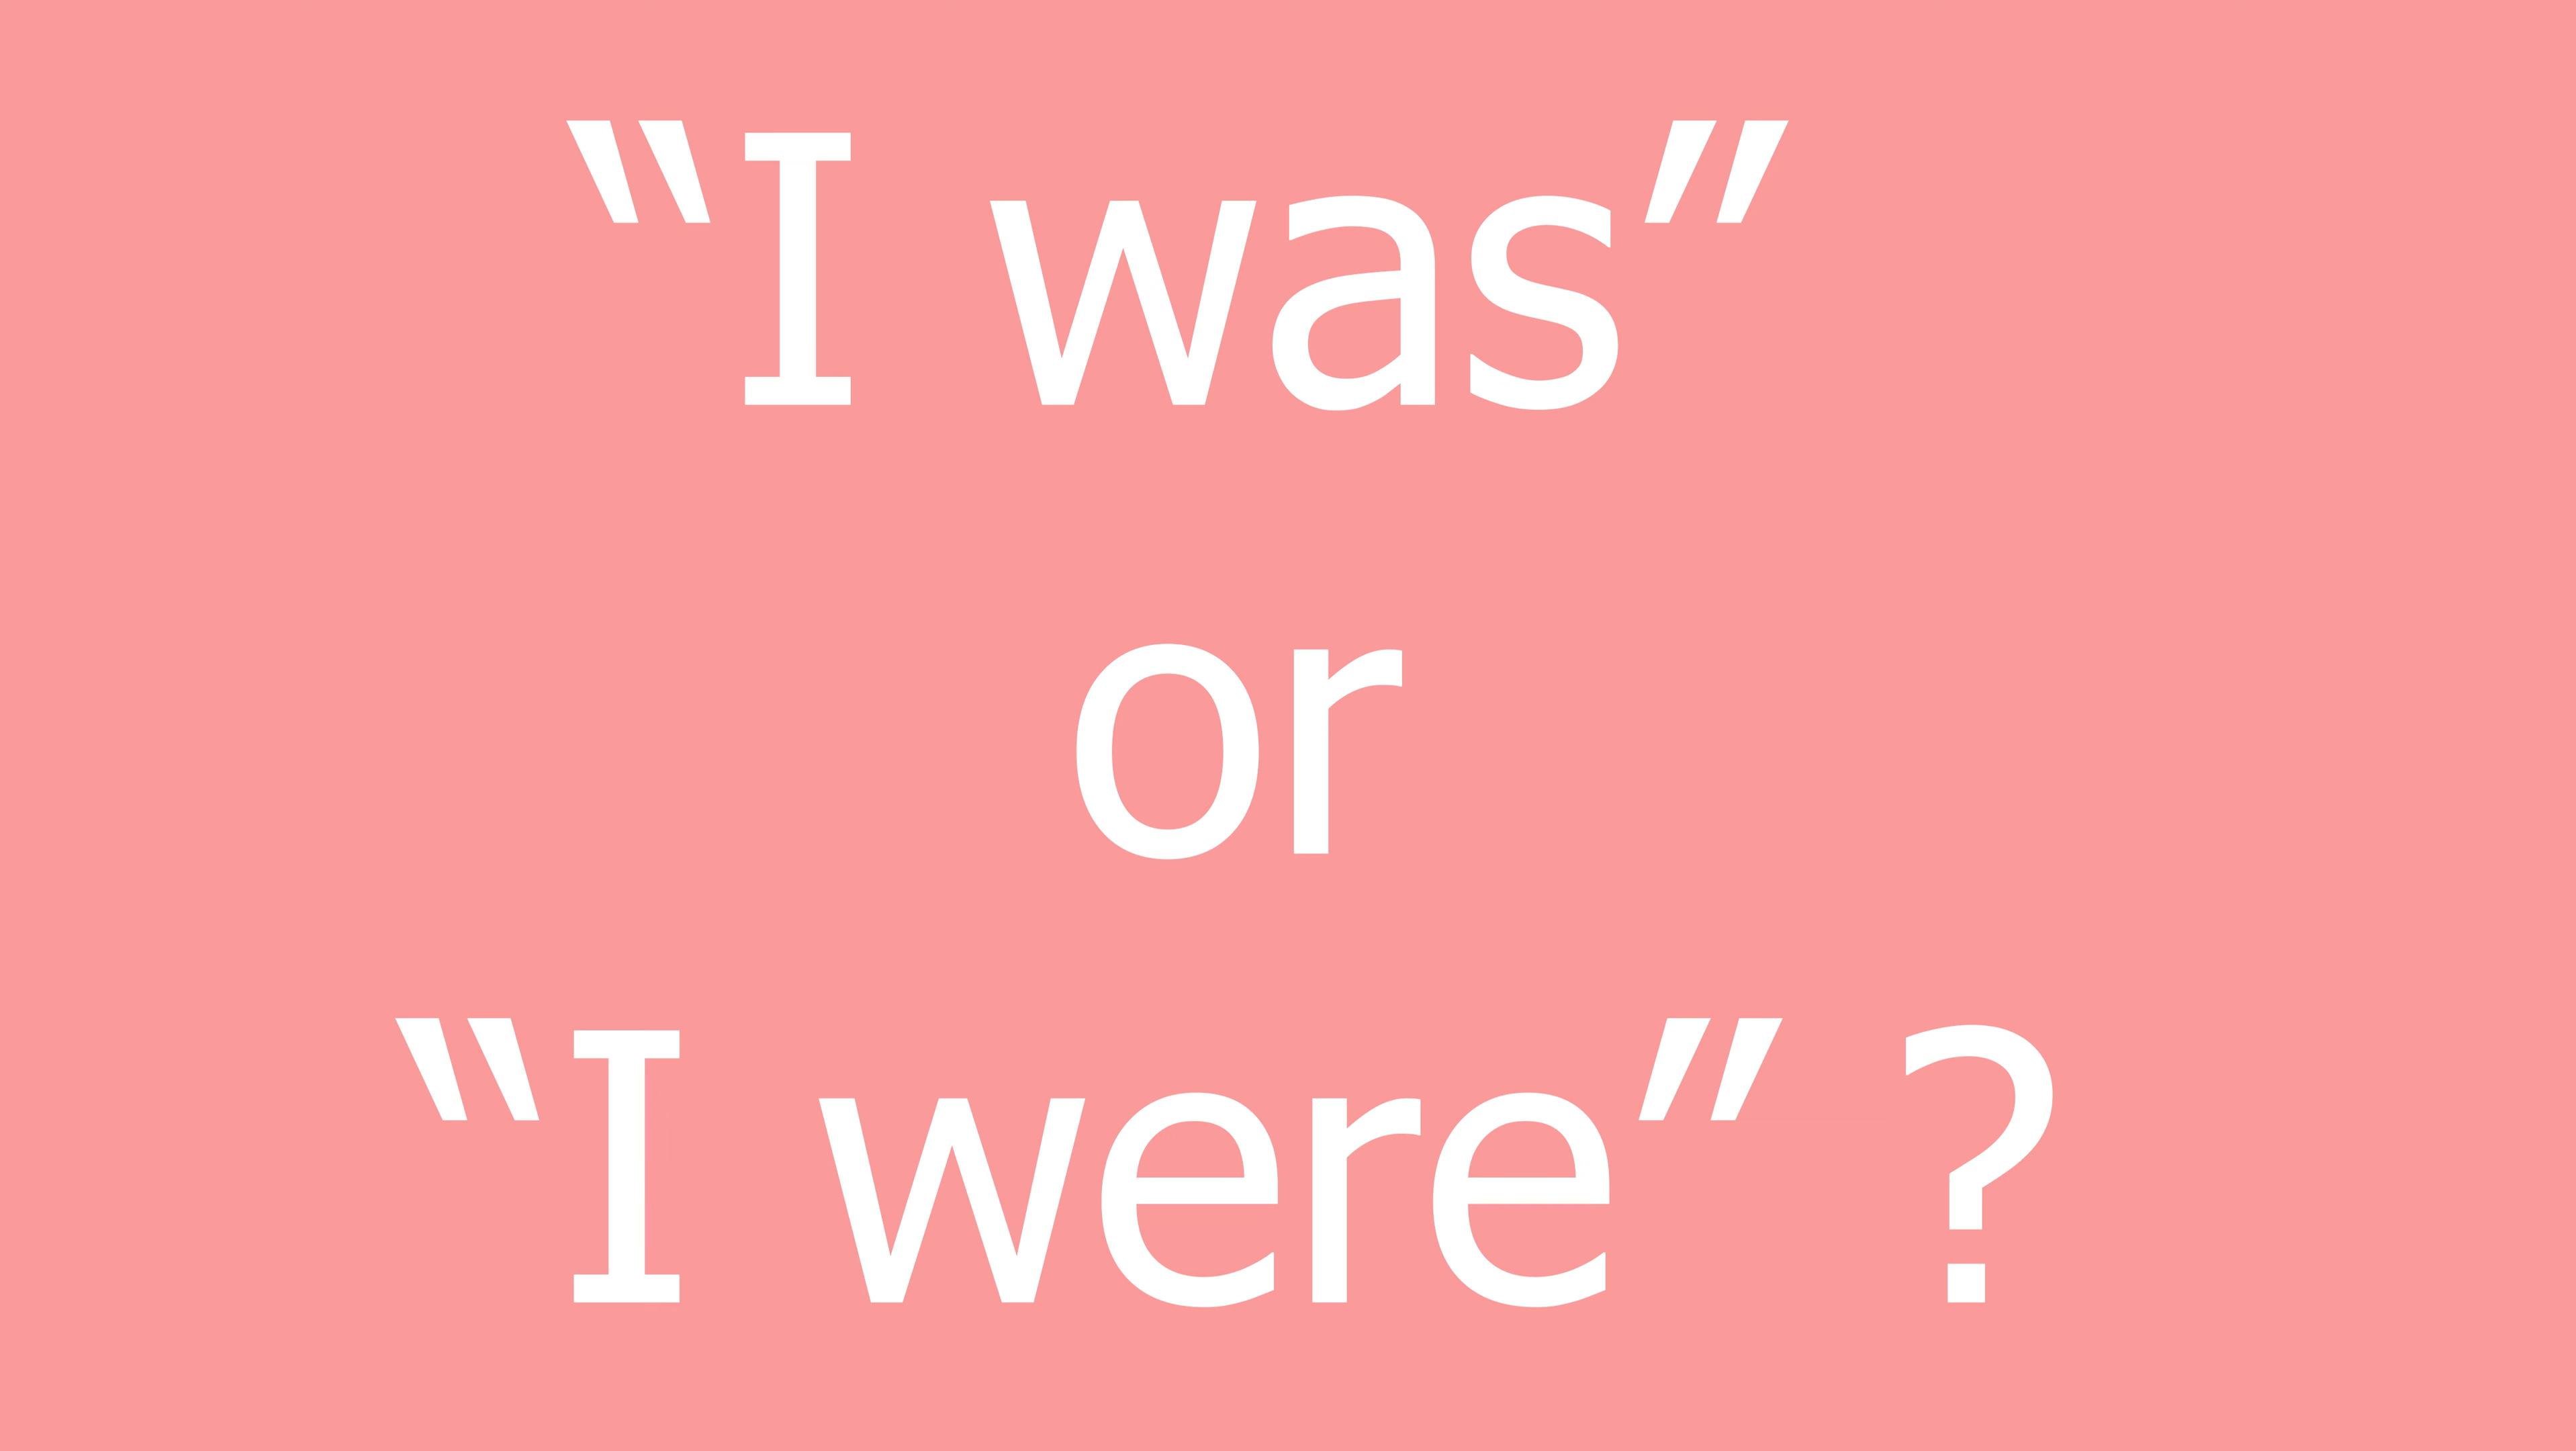 “I was”
or
“I were” ?